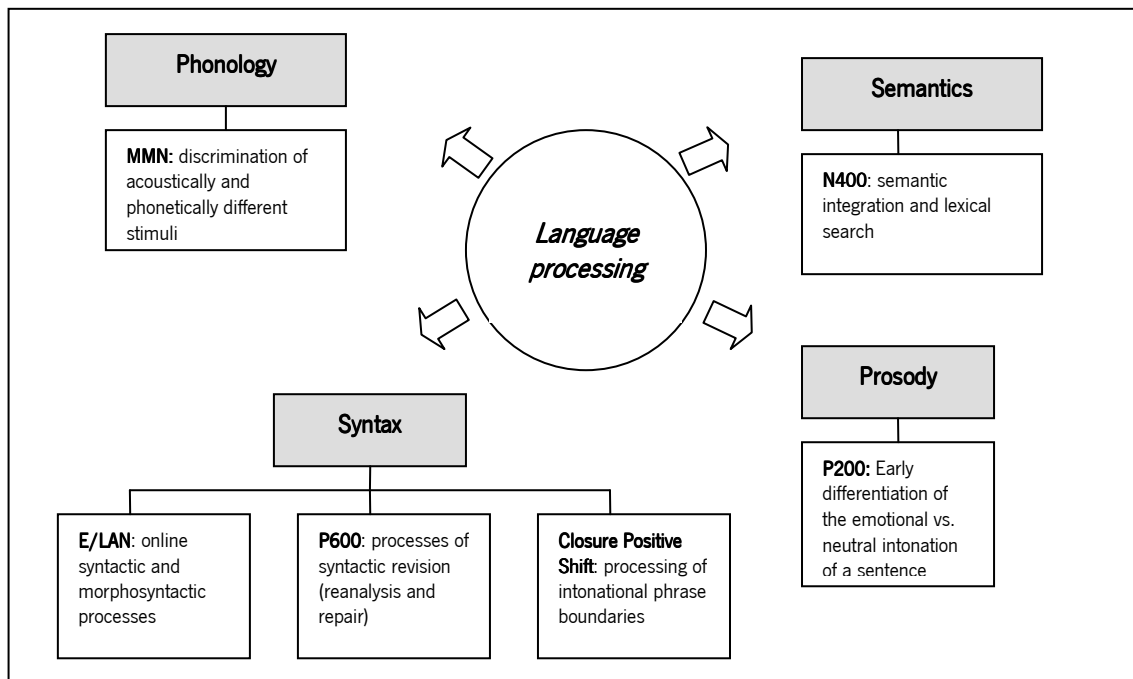 Phonology
MMN: discrimination of
acoustically and
phonetically different
stimuli
Semantics
N400: semantic
integration and lexical
search
Language
processing
Prosody
P200: Early
differentiation of
the emotional vs.
neutral intonation
of a sentence
Syntax
E/LAN: online
syntactic and
morphosyntactic
processes
P600: processes of
syntactic revision
(reanalysis and
repair)
Closure Positive
Shift: processing of
intonational phrase
boundaries